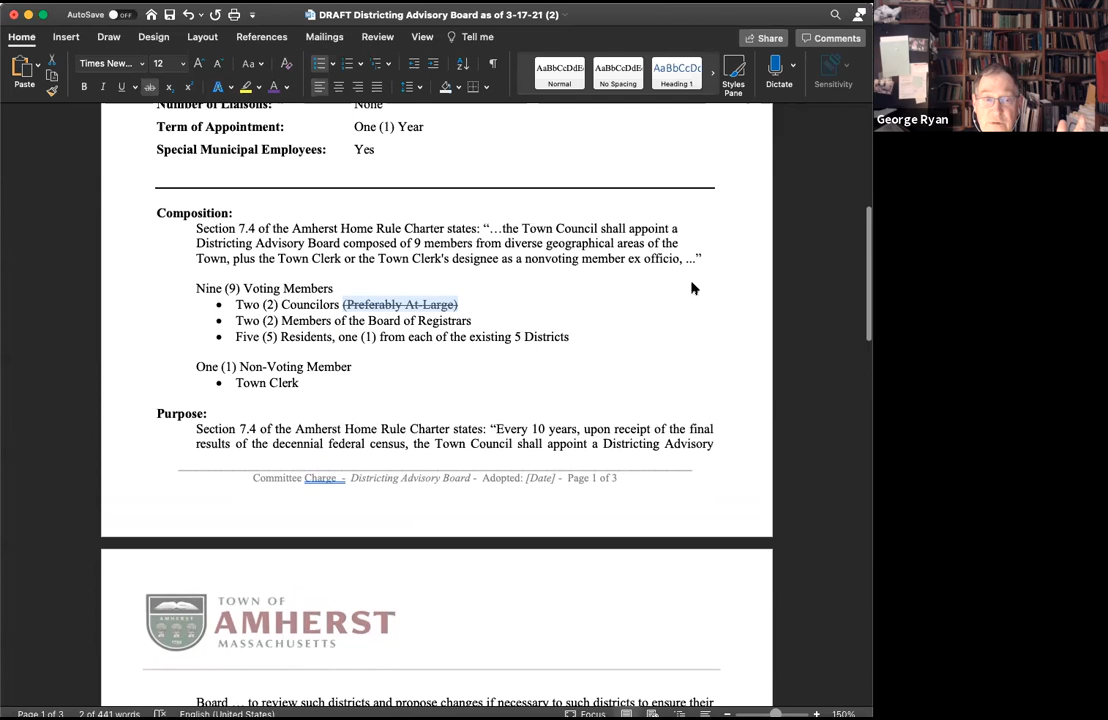 AutoSave OFF DRAFT Districting Advisory Board as of 3-17-21 (2)
Home Insert Draw Design Layout References Mailings Review View Tell me Share Comments
Paste Times New... 12 A A Aa A AaBbCcDdE AaBbCcDdE AaBbCcDc
B I U ab x₂ x² A A Normal No Spacing Heading 1 Styles Pane Dictate Sensitivity
George Ryan
Number of Liaisons: None
Term of Appointment: One (1) Year
Special Municipal Employees: Yes
Composition:
Section 7.4 of the Amherst Home Rule Charter states: “…the Town Council shall appoint a
Districting Advisory Board composed of 9 members from diverse geographical areas of the
Town, plus the Town Clerk or the Town Clerk's designee as a nonvoting member ex officio, ...”
Nine (9) Voting Members
• Two (2) Councilors (Preferably At-Large)
• Two (2) Members of the Board of Registrars
• Five (5) Residents, one (1) from each of the existing 5 Districts
One (1) Non-Voting Member
• Town Clerk
Purpose:
Section 7.4 of the Amherst Home Rule Charter states: “Every 10 years, upon receipt of the final
results of the decennial federal census, the Town Council shall appoint a Districting Advisory
Committee Charge - Districting Advisory Board - Adopted: [Date] - Page 1 of 3
TOWN OF
AMHERST
MASSACHUSETTS
Board … to review such districts and propose changes if necessary to such districts to ensure their
Page 1 of 3 2 of 441 words English (United States) Focus 150%